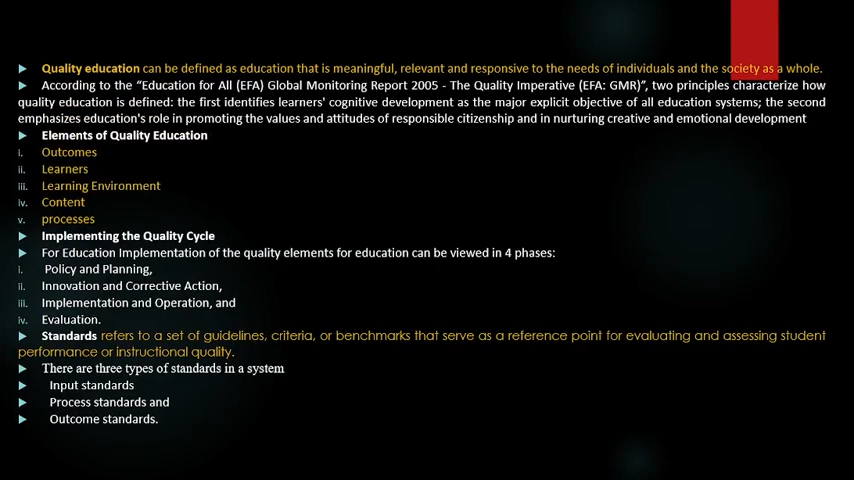 Quality education can be defined as education that is meaningful, relevant and responsive to the needs of individuals and the society as a whole.
According to the “Education for All (EFA) Global Monitoring Report 2005 - The Quality Imperative (EFA: GMR)”, two principles characterize how
quality education is defined: the first identifies learners' cognitive development as the major explicit objective of all education systems; the second
emphasizes education's role in promoting the values and attitudes of responsible citizenship and in nurturing creative and emotional development
Elements of Quality Education
i. Outcomes
ii. Learners
iii. Learning Environment
iv. Content
v. processes
Implementing the Quality Cycle
For Education Implementation of the quality elements for education can be viewed in 4 phases:
i. Policy and Planning,
ii. Innovation and Corrective Action,
iii. Implementation and Operation, and
iv. Evaluation.
Standards refers to a set of guidelines, criteria, or benchmarks that serve as a reference point for evaluating and assessing student
performance or instructional quality.
There are three types of standards in a system
Input standards
Process standards and
Outcome standards.